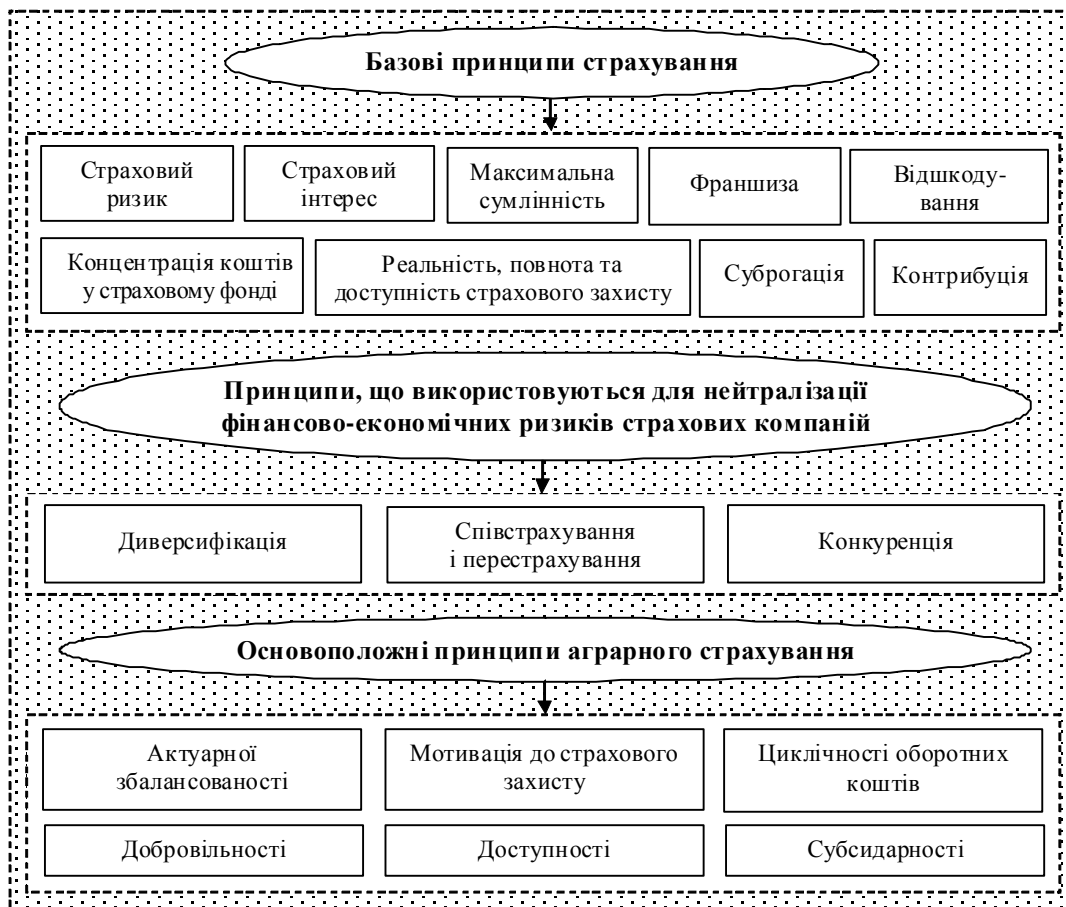 Базові принципи страхування
Страховий
ризик
Страховий
інтерес
Максимальна
сумлінність
Франшиза
Відшкоду-
вання
Концентрація коштів
у страховому фонді
Реальність, повнота та
доступність страхового захисту
Суброгація
Контрибуція
Принципи, що використовуються для нейтралізації
фінансово-економічних ризиків страхових компаній
Диверсифікація
Співстрахування
і перестрахування
Конкуренція
Основоположні принципи аграрного страхування
Актуарної
збалансованості
Мотивація до страхового
захисту
Циклічності оборотних
коштів
Добровільності
Доступності
Субсидарності